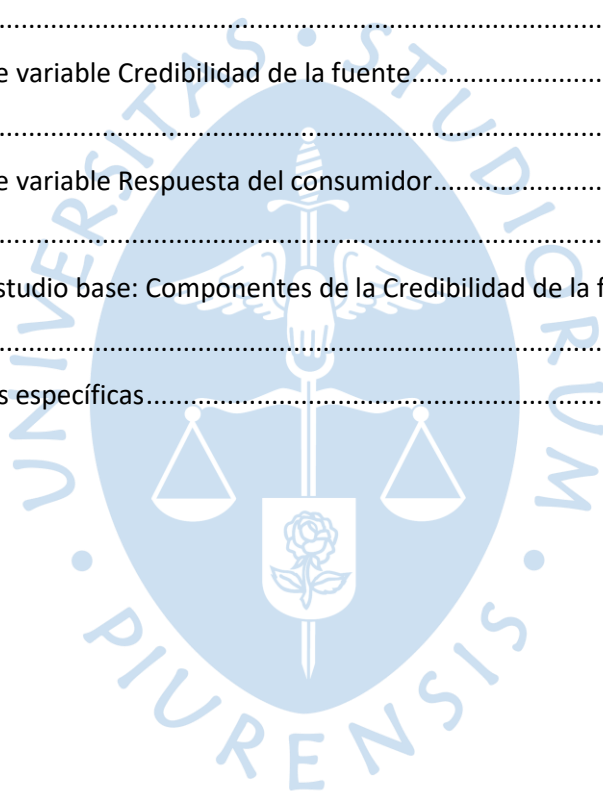 ........................................................................................
e variable Credibilidad de la fuente............................
........................................................................................
e variable Respuesta del consumidor.........................
........................................................................................
studio base: Componentes de la Credibilidad de la f
........................................................................................
s específicas..................................................................
UNIVERSITAS • STUDIORUM • PIURENSIS